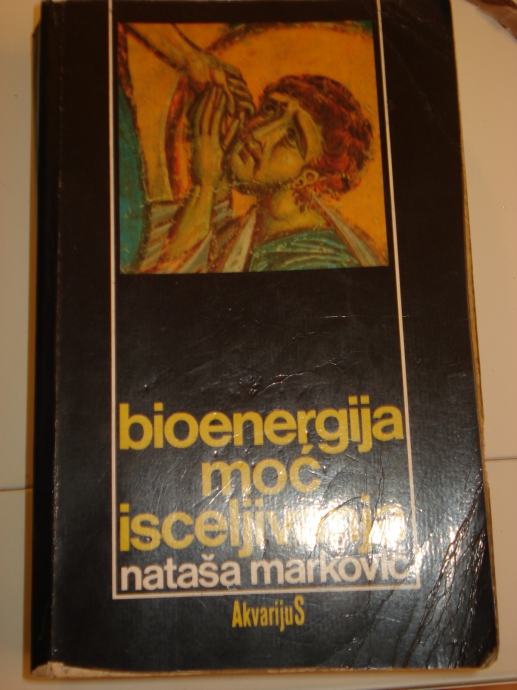 bioenergija
moć
isceljivanja
nataša marković
AkvarijuS